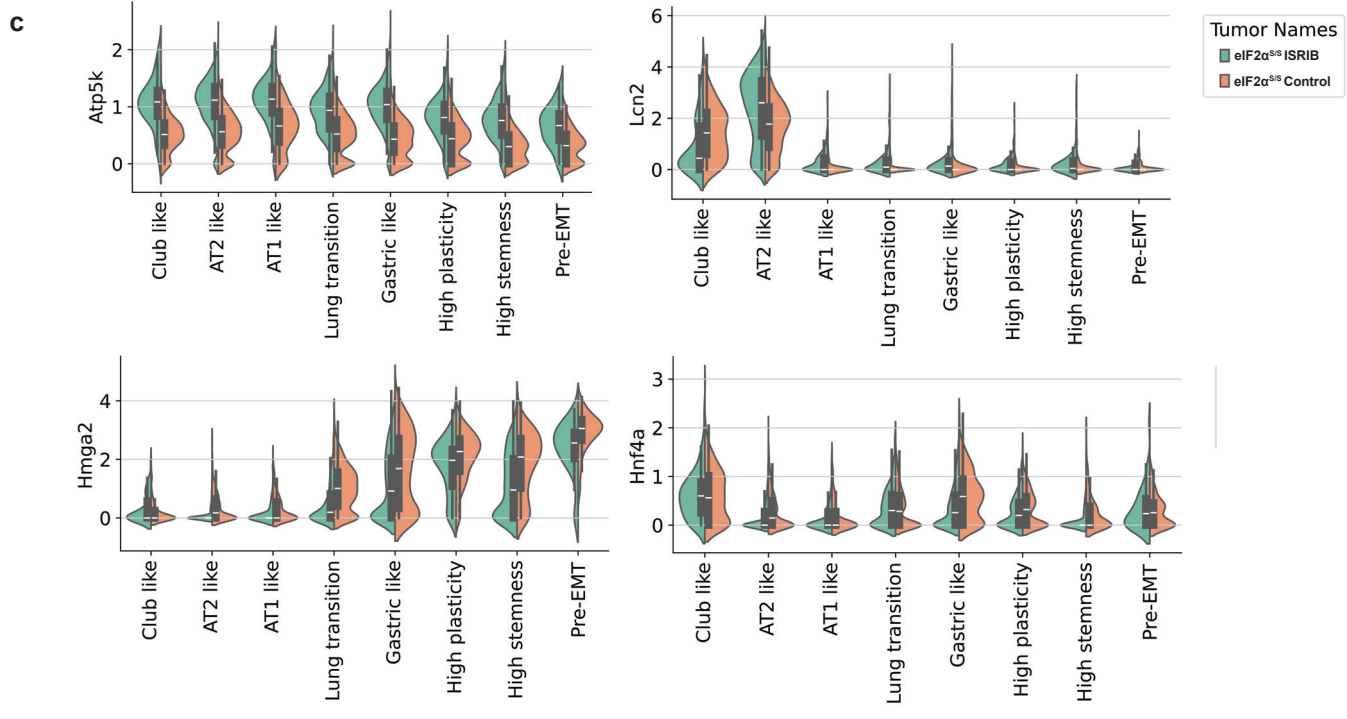 c
Atp5k
2
1
0
Club like
AT2 like
AT1 like
Lung transition
Gastric like
High plasticity
High stemness
Pre-EMT
Lcn2
6
4
2
0
Club like
AT2 like
AT1 like
Lung transition
Gastric like
High plasticity
High stemness
Pre-EMT
Tumor Names
eIF2αS/S ISRIB
eIF2αS/S Control
Hmga2
4
2
0
Club like
AT2 like
AT1 like
Lung transition
Gastric like
High plasticity
High stemness
Pre-EMT
Hnf4a
3
2
1
0
Club like
AT2 like
AT1 like
Lung transition
Gastric like
High plasticity
High stemness
Pre-EMT